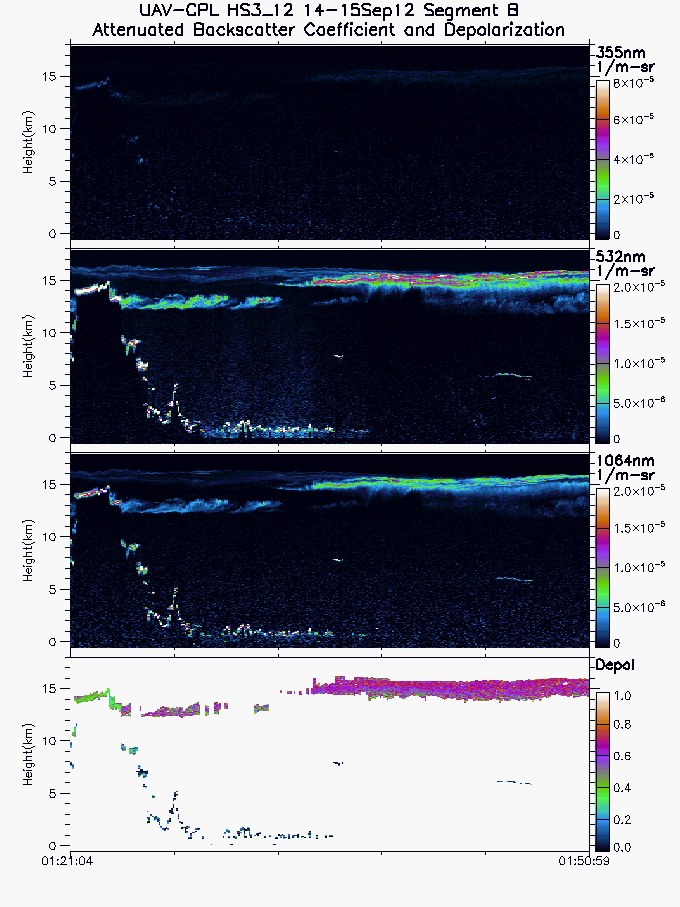 UAV-CPL HS3_12 14-15Sep12 Segment B
Attenuated Backscatter Coefficient and Depolarization
355nm
1/m-sr
8×10⁻⁵
6×10⁻⁵
4×10⁻⁵
2×10⁻⁵
0
Height(km)
15
10
5
0
532nm
1/m-sr
2.0×10⁻⁵
1.5×10⁻⁵
1.0×10⁻⁵
5.0×10⁻⁶
0
Height(km)
15
10
5
0
1064nm
1/m-sr
2.0×10⁻⁵
1.5×10⁻⁵
1.0×10⁻⁵
5.0×10⁻⁶
0
Height(km)
15
10
5
0
Depol
1.0
0.8
0.6
0.4
0.2
0.0
Height(km)
15
10
5
0
01:21:04 01:50:59